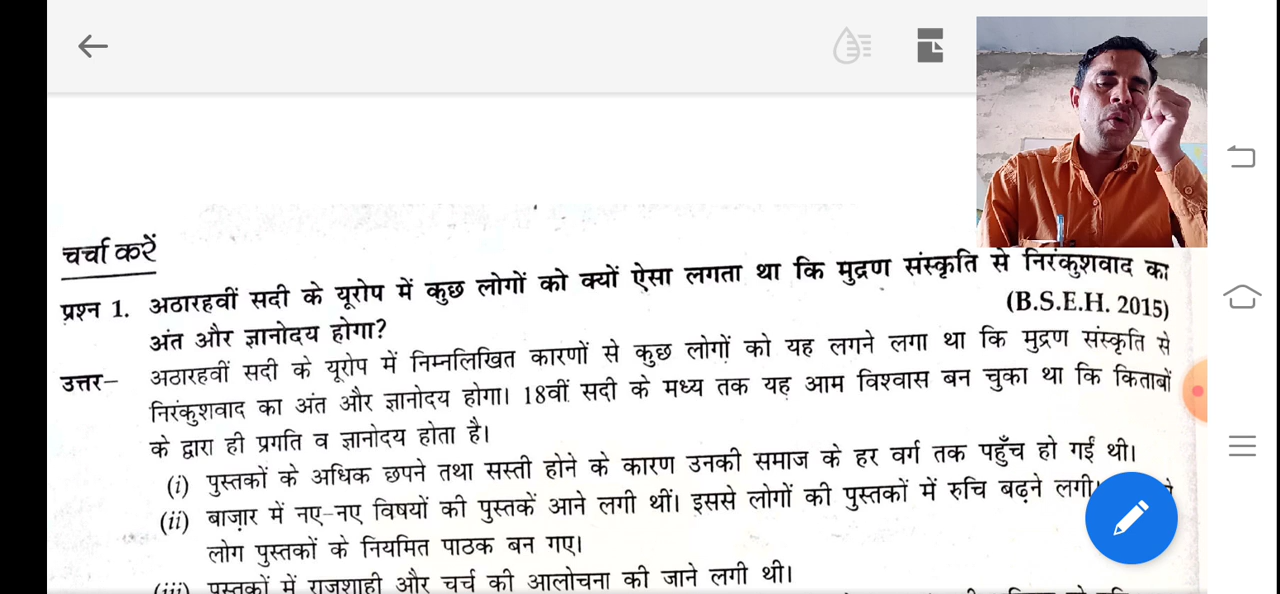 चर्चा करें
प्रश्न 1. अठारहवीं सदी के यूरोप में कुछ लोगों को क्यों ऐसा लगता था कि मुद्रण संस्कृति से निरंकुशवाद का
अंत और ज्ञानोदय होगा? (B.S.E.H. 2015)
उत्तर– अठारहवीं सदी के यूरोप में निम्नलिखित कारणों से कुछ लोगों को यह लगने लगा था कि मुद्रण संस्कृति से
निरंकुशवाद का अंत और ज्ञानोदय होगा। 18वीं सदी के मध्य तक यह आम विश्वास बन चुका था कि किताबों
के द्वारा ही प्रगति व ज्ञानोदय होता है।
(i) पुस्तकों के अधिक छपने तथा सस्ती होने के कारण उनकी समाज के हर वर्ग तक पहुँच हो गई थी।
(ii) बाज़ार में नए-नए विषयों की पुस्तकें आने लगी थीं। इससे लोगों की पुस्तकों में रुचि बढ़ने लगी।
लोग पुस्तकों के नियमित पाठक बन गए।
(iii) पुस्तकों में राजशाही और चर्च की आलोचना की जाने लगी थी।